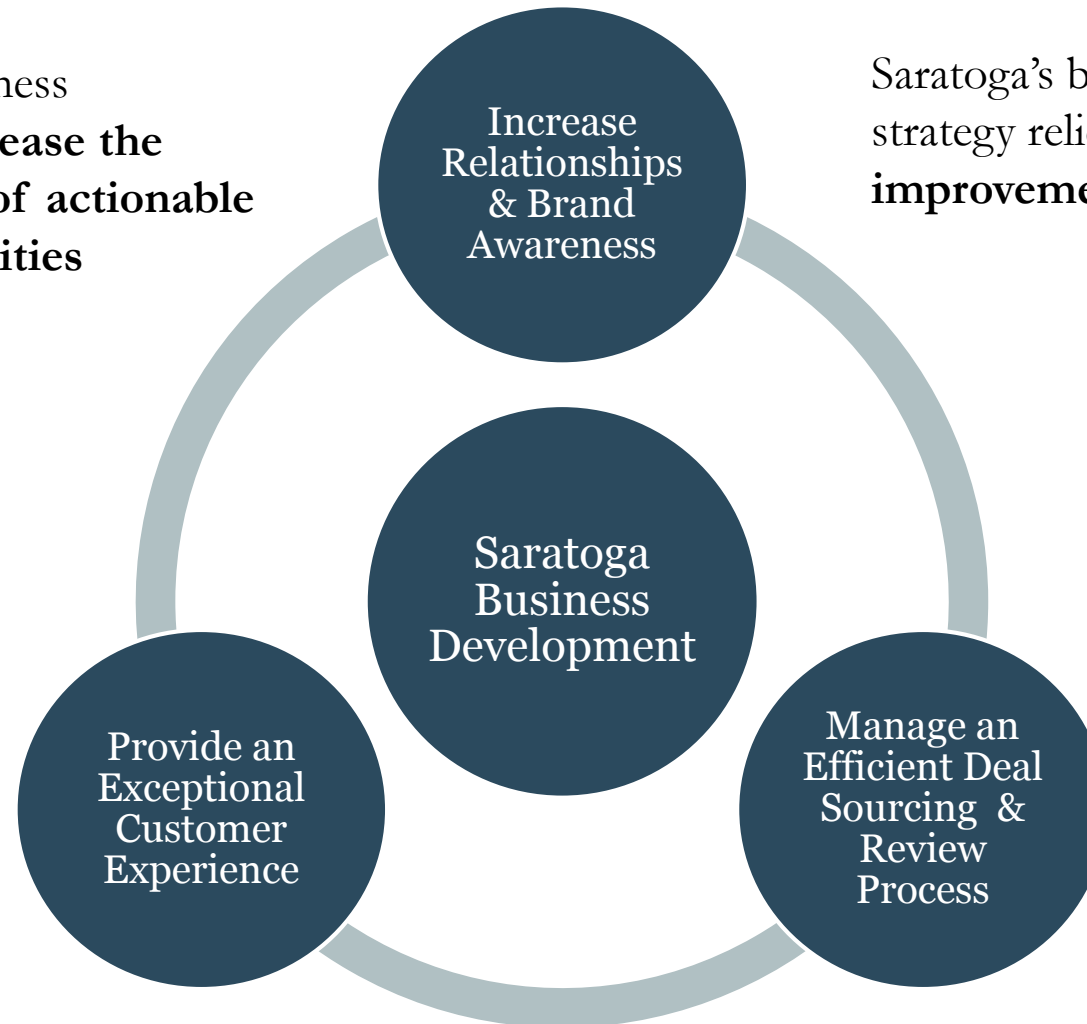 ness
ease the
of actionable
ities
Saratoga’s b
strategy reli
improveme
Increase
Relationships
& Brand
Awareness
Saratoga
Business
Development
Provide an
Exceptional
Customer
Experience
Manage an
Efficient Deal
Sourcing &
Review
Process